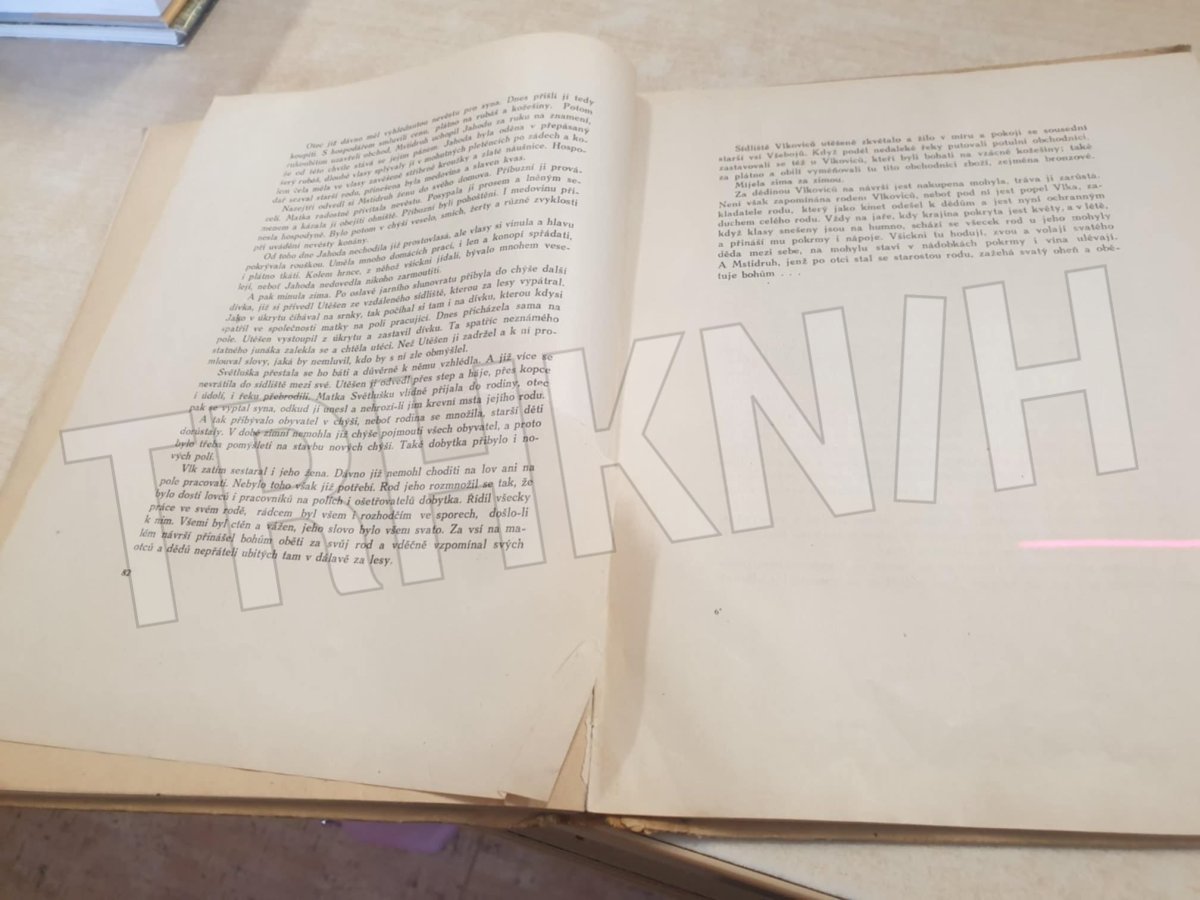 Otec již dávno měl vyhlédnutou nevěstu pro syna. Dnes přišli ji tedy
koupiti. S hospodářem smluvili cenu, plátno na rubáš a kožešiny. Potom
rukoubitím uzavřeli obchod. Mstidruh uchopil Jahodu za ruku na znamení,
že od této chvíle stává se jejím pánem. Jahoda byla oděna v přepásaný
šerý rubáš, dlouhé vlasy splývaly jí v mohutných pletencích po zádech a ko-
lem čela měla ve vlasy zavěšené stříbrné kroužky a zlaté náušnice. Hospo-
dář sezval starší rodu, přinešena byla medovina a slaven kvas.
Nazejtří odvedl si Mstidruh ženu do svého domova. Příbuzní ji prová-
zeli. Matka radostně přivítala nevěstu. Posypala ji prosem a lněným se-
menem a kázala jí obejíti ohniště. Příbuzní byli pohoštěni. I medovinu při-
nesla hospodyně. Bylo potom v chýši veselo, smích, žerty a různé zvyklosti
při uvádění nevěsty konány.
Od toho dne Jahoda nechodila již prostovlasá, ale vlasy si vinula a hlavu
pokrývala rouškou. Uměla mnoho domácích prací, i len a konopí spřádati,
i plátno tkáti. Kolem hrnce, z něhož všickni jídali, bývalo mnohem vese-
leji, neboť Jahoda nedovedla nikoho zarmoutiti.
A pak minula zima. Po oslavě jarního slunovratu přibyla do chýše další
dívka, již si přivedl Utěšen ze vzdáleného sídliště, kterou za lesy vypátral.
Jako v úkrytu číhával na srnky, tak počíhal si tam i na dívku, kterou kdysi
spatřil ve společnosti matky na poli pracující. Dnes přicházela sama na
pole. Utěšen vystoupil z úkrytu a zastavil dívku. Ta spatříc neznámého
statného junáka zalekla se a chtěla utéci. Než Utěšen ji zadržel a k ní pro-
mlouval slovy, jaká by nemluvil, kdo by s ní zle obmýšlel.
Světluška přestala se ho báti a důvěrně k němu vzhlédla. A již více se
nevrátila do sídliště mezi své. Utěšen ji odvedl přes step a háje, přes kopce
i údolí, i řeku přebrodili. Matka Světlušku vlídně přijala do rodiny, otec
pak se vyptal syna, odkud ji unesl a nehrozí-li jim krevní msta jejího rodu.
A tak přibývalo obyvatel v chýši, neboť rodina se množila, starší děti
dorůstaly. V době zimní nemohla již chýše pojmouti všech obyvatel, a proto
bylo třeba pomýšleti na stavbu nových chýší. Také dobytka přibylo i no-
vých polí.
Vlk zatím sestaral i jeho žena. Dávno již nemohl choditi na lov ani na
pole pracovati. Nebylo toho však již potřebí. Rod jeho rozmnožil se tak, že
bylo dosti lovců i pracovníků na polích i ošetřovatelů dobytka. Řídil všecky
práce ve svém rodě, rádcem byl všem i rozhodčím ve sporech, došlo-li
k nim. Všemi byl ctěn a vážen, jeho slovo bylo všem svato. Za vsí na ma-
lém návrší přinášel bohům oběti za svůj rod a vděčně vzpomínal svých
otců a dědů nepřáteli ubitých tam v dálavě za lesy.
82
Sídliště Vlkoviců utěšeně zkvétalo a žilo v míru a pokoji se sousední
starší vsí Všebojů. Když podél nedaleké řeky putovali potulní obchodníci,
zastavovali se též u Vlkoviců, kteří byli bohati na vzácné kožešiny; také
za plátno a obilí vyměňovali tu tito obchodníci zboží, zejména bronzové.
Míjela zima za zimou.
Za dědinou Vlkoviců na návrší jest nakupena mohyla, tráva ji zarůstá.
Není však zapomínána rodem Vlkoviců, neboť pod ní jest popel Vlka, za-
kladatele rodu, který jako kmet odešel k dědům a jest nyní ochranným
duchem celého rodu. Vždy na jaře, kdy krajina pokryta jest květy, a v létě,
když klasy snešeny jsou na humno, schází se všecek rod u jeho mohyly
a přináší mu pokrmy i nápoje. Všickni tu hodují, zvou a volají svatého
děda mezi sebe, na mohylu staví v nádobkách pokrmy i vína ulévají.
A Mstidruh, jenž po otci stal se starostou rodu, zažehá svatý oheň a obě-
tuje bohům . . .
6*
TRHKNIH